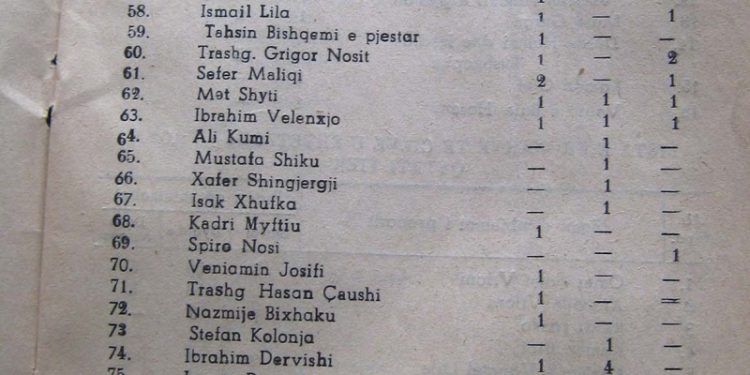 58. Ismail Lila 1 — 1
59. Tahsin Bishqemi e pjestar 1 — —
60. Trashg. Grigor Nosit 1 — 2
61. Sefer Maliqi 2 — 1
62. Mat Shyti 1 1 1
63. Ibrahim Velenxjo 1 1 1
64. Ali Kumi — 1 —
65. Mustafa Shiku — 1 —
66. Xafer Shingjergji — 1 —
67. Isak Xhufka — 1 —
68. Kadri Myftiu 1 — —
69. Spiro Nosi — — 1
70. Veniamin Josifi 1 — —
71. Trashg Hasan Çaushi 1 — =
72. Nazmije Bixhaku 1 — —
73 Stefan Kolonja — 1 —
74. Ibrahim Dervishi 1 4 —
75.